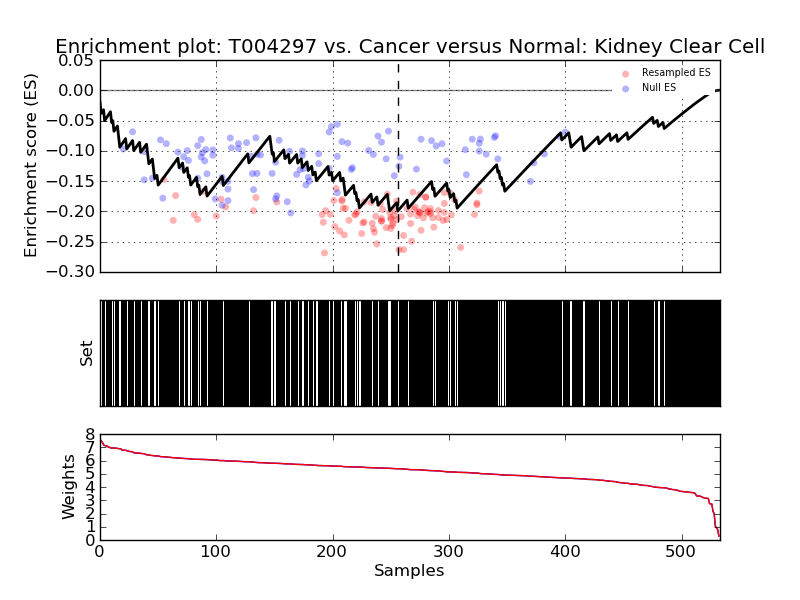 Enrichment plot: T004297 vs. Cancer versus Normal: Kidney Clear Cell
0.05
0.00
−0.05
−0.10
−0.15
−0.20
−0.25
−0.30
Enrichment score (ES)
Resampled ES
Null ES
Set
8
7
6
5
4
3
2
1
0
Weights
0 100 200 300 400 500
Samples